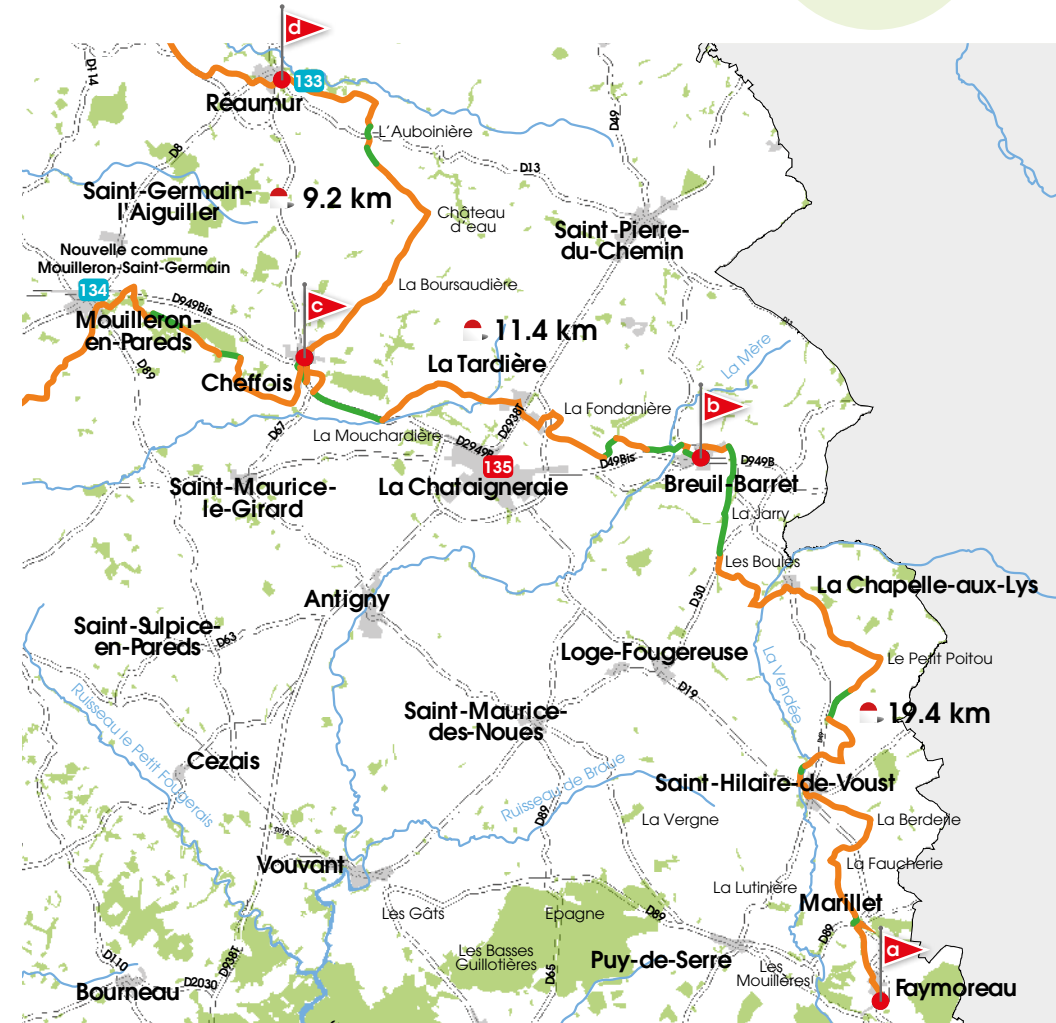 d
D114
133
Réaumur
L'Auboinière
D49
D8
D13
Saint-Germain-
l'Aiguiller
9.2 km
Château
d'eau
Saint-Pierre-
du-Chemin
Nouvelle commune
Mouilleron-Saint-Germain
La Boursaudière
134
D949Bis
c
Mouilleron-
en-Pareds
11.4 km
La Mère
D89
La Tardière
Cheffois
b
La Fondanière
D67
La Mouchardière
D2938T
D2949B
135
D49Bis
D949B
La Chataigneraie
Breuil-Barret
Saint-Maurice-
le-Girard
La Jarry
Les Boules
La Chapelle-aux-Lys
Antigny
D30
Saint-Sulpice-
en-Pareds
D63
Loge-Fougereuse
Le Petit Poitou
La Vendée
D19
Ruisseau le Petit Fougerais
Saint-Maurice-
des-Noues
19.4 km
Cezais
Saint-Hilaire-de-Voust
Ruisseau de Braue
D89
La Vergne
La Berderie
Vouvant
La Faucherie
La Lutinière
Marillet
Les Gâts
Epagne
D89
D89
a
D938T
Les Basses
Guillotières
Puy-de-Serre
D110
D2030
D65
Les
Mouillères
Bourneau
Faymoreau